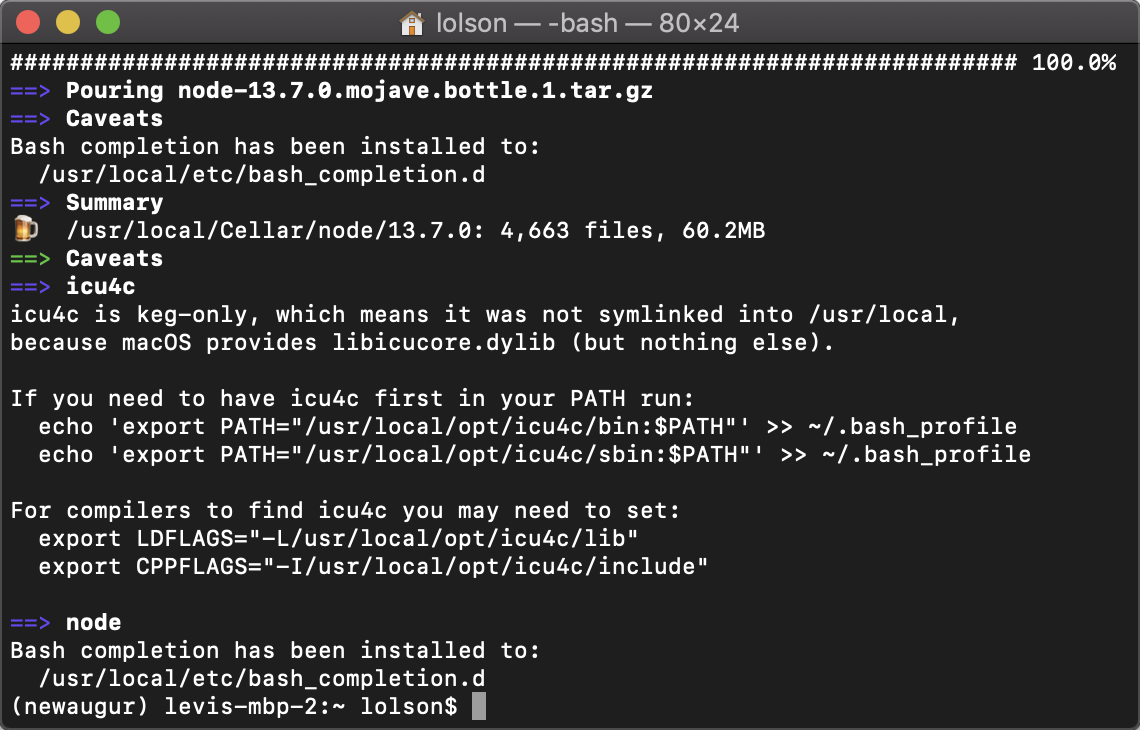 lolson — -bash — 80×24
######################################################################## 100.0%
==> Pouring node-13.7.0.mojave.bottle.1.tar.gz
==> Caveats
Bash completion has been installed to:
  /usr/local/etc/bash_completion.d
==> Summary
🍺  /usr/local/Cellar/node/13.7.0: 4,663 files, 60.2MB
==> Caveats
==> icu4c
icu4c is keg-only, which means it was not symlinked into /usr/local,
because macOS provides libicucore.dylib (but nothing else).

If you need to have icu4c first in your PATH run:
  echo 'export PATH="/usr/local/opt/icu4c/bin:$PATH"' >> ~/.bash_profile
  echo 'export PATH="/usr/local/opt/icu4c/sbin:$PATH"' >> ~/.bash_profile

For compilers to find icu4c you may need to set:
  export LDFLAGS="-L/usr/local/opt/icu4c/lib"
  export CPPFLAGS="-I/usr/local/opt/icu4c/include"

==> node
Bash completion has been installed to:
  /usr/local/etc/bash_completion.d
(newaugur) levis-mbp-2:~ lolson$